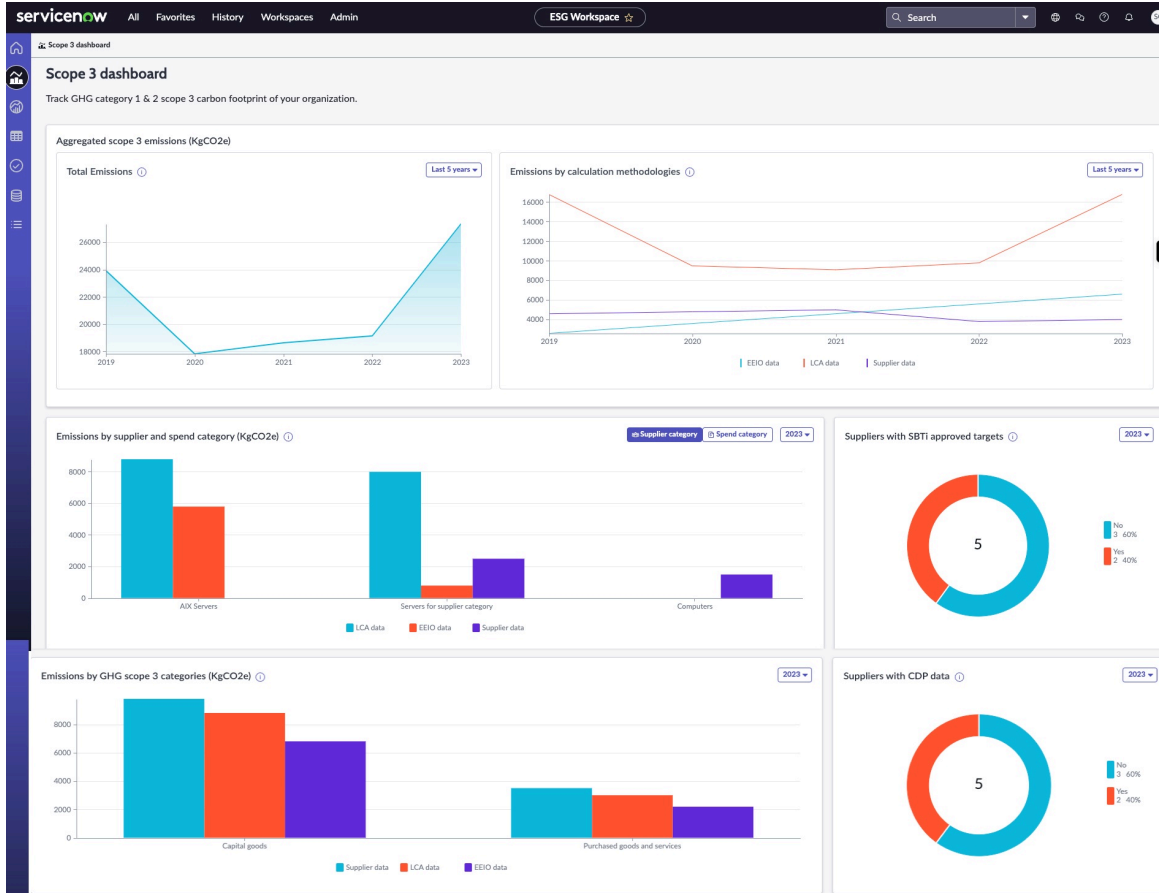 servicenow All Favorites History Workspaces Admin ESG Workspace Search
Scope 3 dashboard
Scope 3 dashboard
Track GHG category 1 & 2 scope 3 carbon footprint of your organization.
Aggregated scope 3 emissions (KgCO2e)
Total Emissions
Last 5 years
26000
24000
22000
20000
18000
2019 2020 2021 2022 2023
Emissions by calculation methodologies
Last 5 years
16000
14000
12000
10000
8000
6000
4000
2019 2020 2021 2022 2023
EEIO data LCA data Supplier data
Emissions by supplier and spend category (KgCO2e)
Supplier category Spend category 2023
8000
6000
4000
2000
0
AIX Servers Servers for supplier category Computers
LCA data EEIO data Supplier data
Suppliers with SBTi approved targets
2023
5
No
3 60%
Yes
2 40%
Emissions by GHG scope 3 categories (KgCO2e)
2023
8000
6000
4000
2000
0
Capital goods Purchased goods and services
Supplier data LCA data EEIO data
Suppliers with CDP data
2023
5
No
3 60%
Yes
2 40%